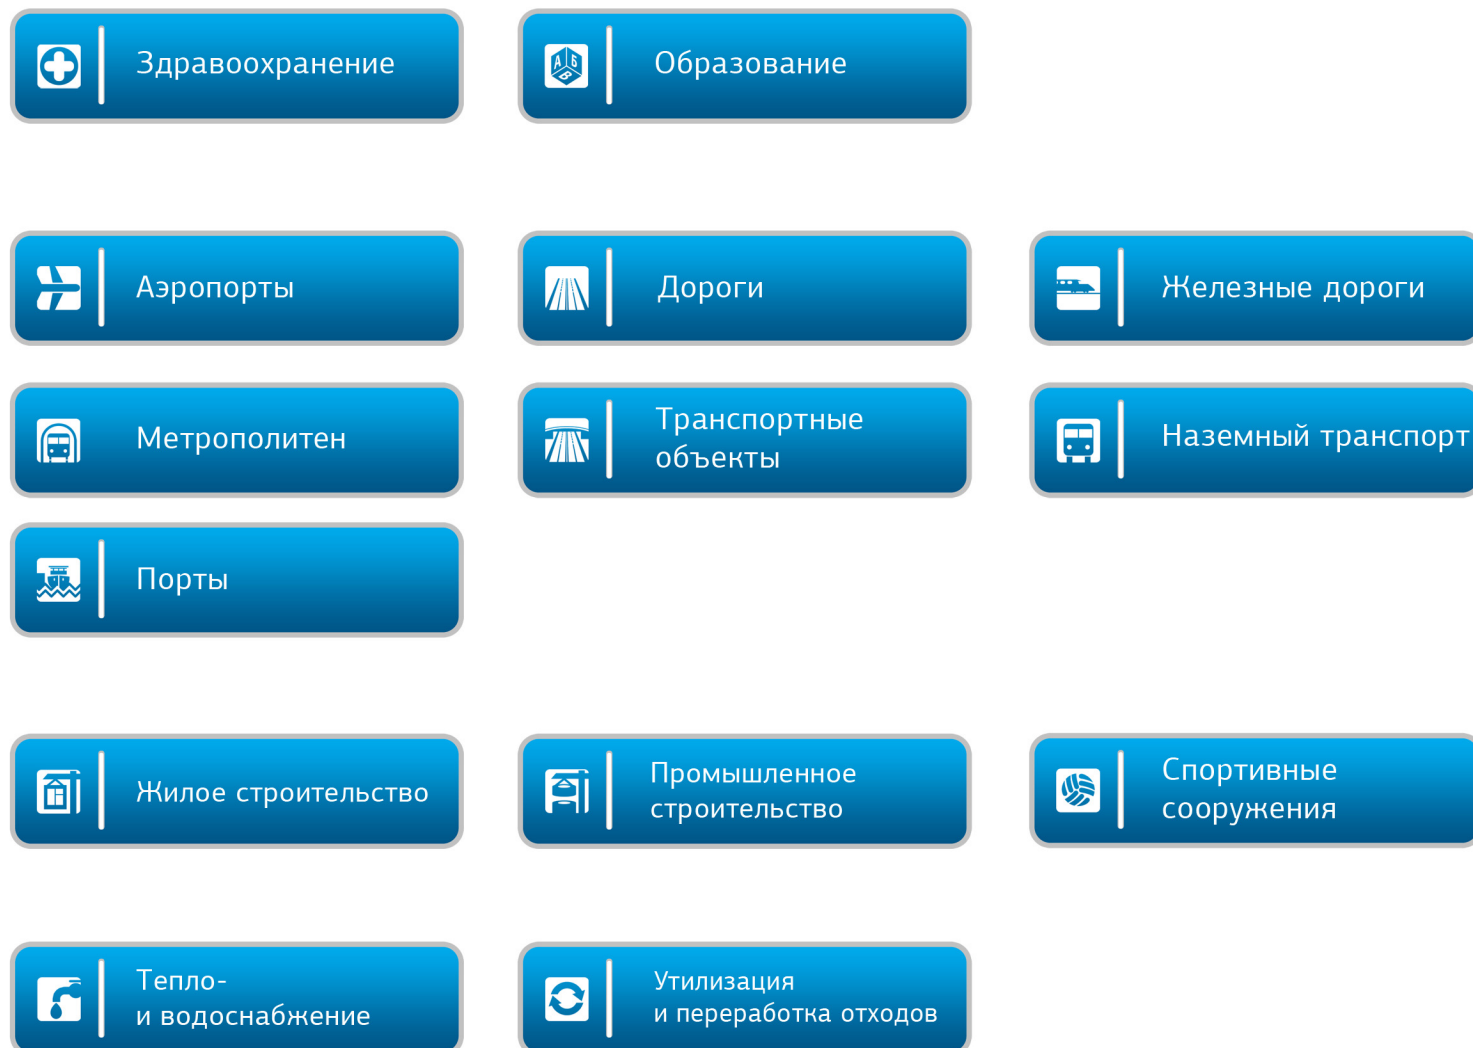 Здравоохранение
Образование
Аэропорты
Дороги
Железные дороги
Метрополитен
Транспортные
объекты
Наземный транспорт
Порты
Жилое строительство
Промышленное
строительство
Спортивные
сооружения
Тепло-
и водоснабжение
Утилизация
и переработка отходов
А
Б
В